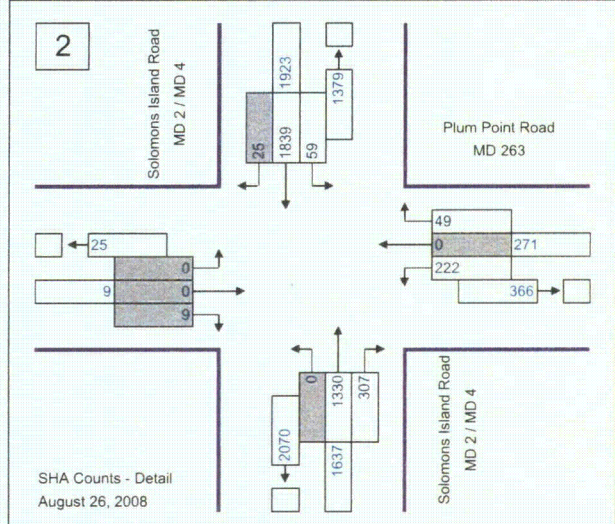 2
Solomons Island Road
MD 2 / MD 4
1923
1379
25
1839
59
Plum Point Road
MD 263
49
0
271
222
366
25
0
9
0
9
0
1330
307
2070
1637
Solomons Island Road
MD 2 / MD 4
SHA Counts - Detail
August 26, 2008